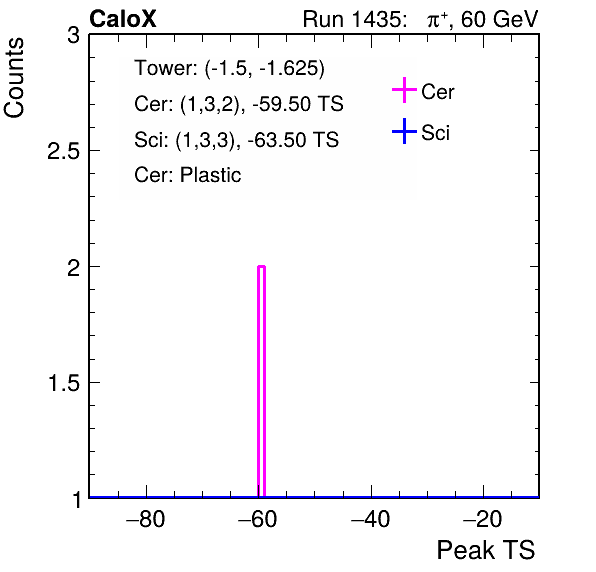 CaloX Run 1435: π⁺, 60 GeV
Counts
3
2.5
2
1.5
1
Tower: (-1.5, -1.625)
Cer: (1,3,2), -59.50 TS
Sci: (1,3,3), -63.50 TS
Cer: Plastic
Cer
Sci
−80 −60 −40 −20
Peak TS